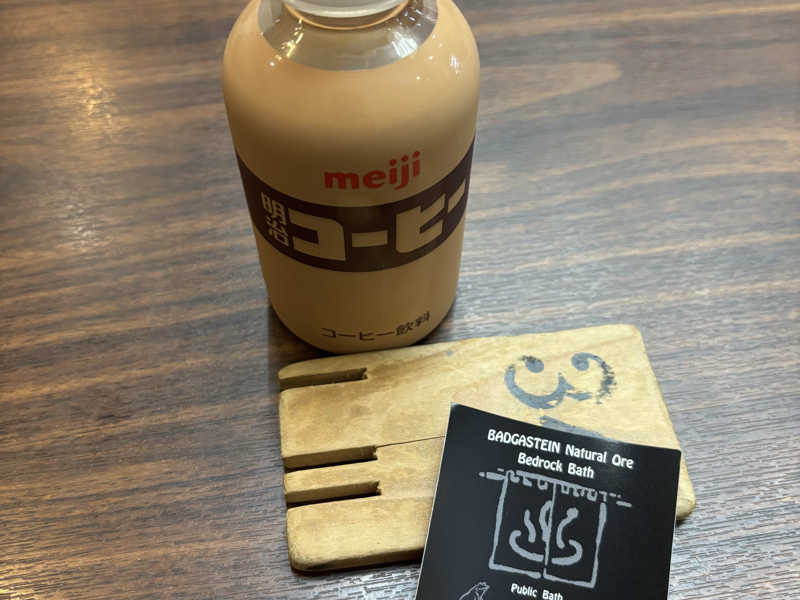 meiji
明治コーヒー
コーヒー飲料
BADGASTEIN Natural Ore
Bedrock Bath
Public Bath